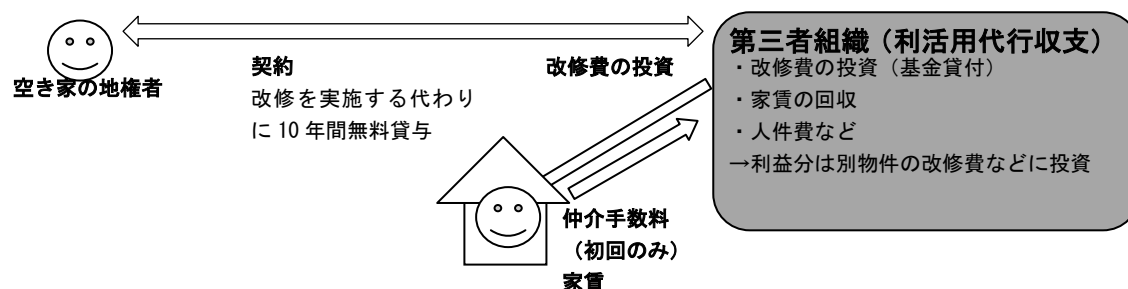 空き家の地権者
契約
改修を実施する代わり
に 10 年間無料貸与
改修費の投資
第三者組織（利活用代行収支）
・改修費の投資（基金貸付）
・家賃の回収
・人件費など
→利益分は別物件の改修費などに投資
仲介手数料
（初回のみ）
家賃